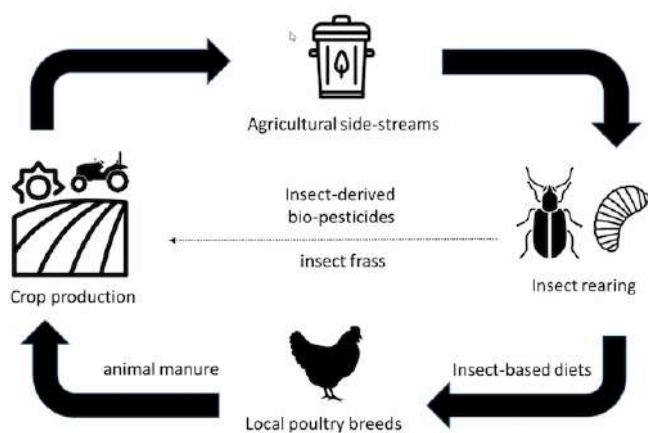 Agricultural side-streams
Insect-derived
bio-pesticides
insect frass
Crop production
Insect rearing
animal manure
Insect-based diets
Local poultry breeds